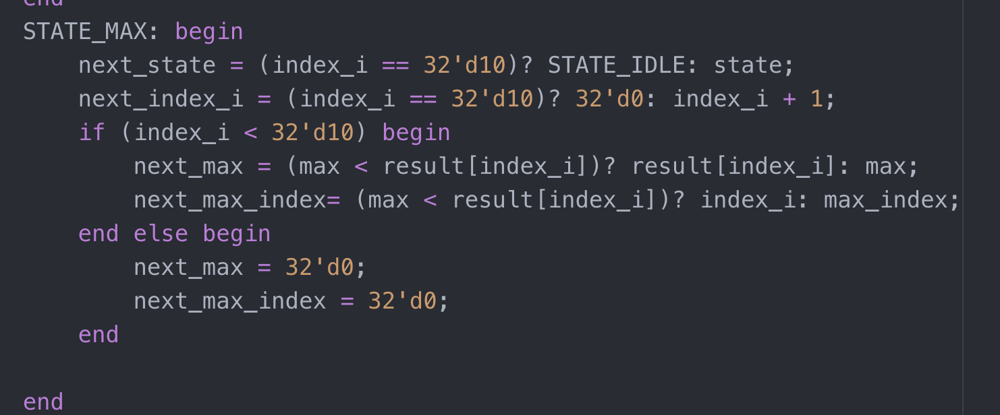 end
STATE_MAX: begin
next_state = (index_i == 32'd10)? STATE_IDLE: state;
next_index_i = (index_i == 32'd10)? 32'd0: index_i + 1;
if (index_i < 32'd10) begin
next_max = (max < result[index_i])? result[index_i]: max;
next_max_index= (max < result[index_i])? index_i: max_index;
end else begin
next_max = 32'd0;
next_max_index = 32'd0;
end
end